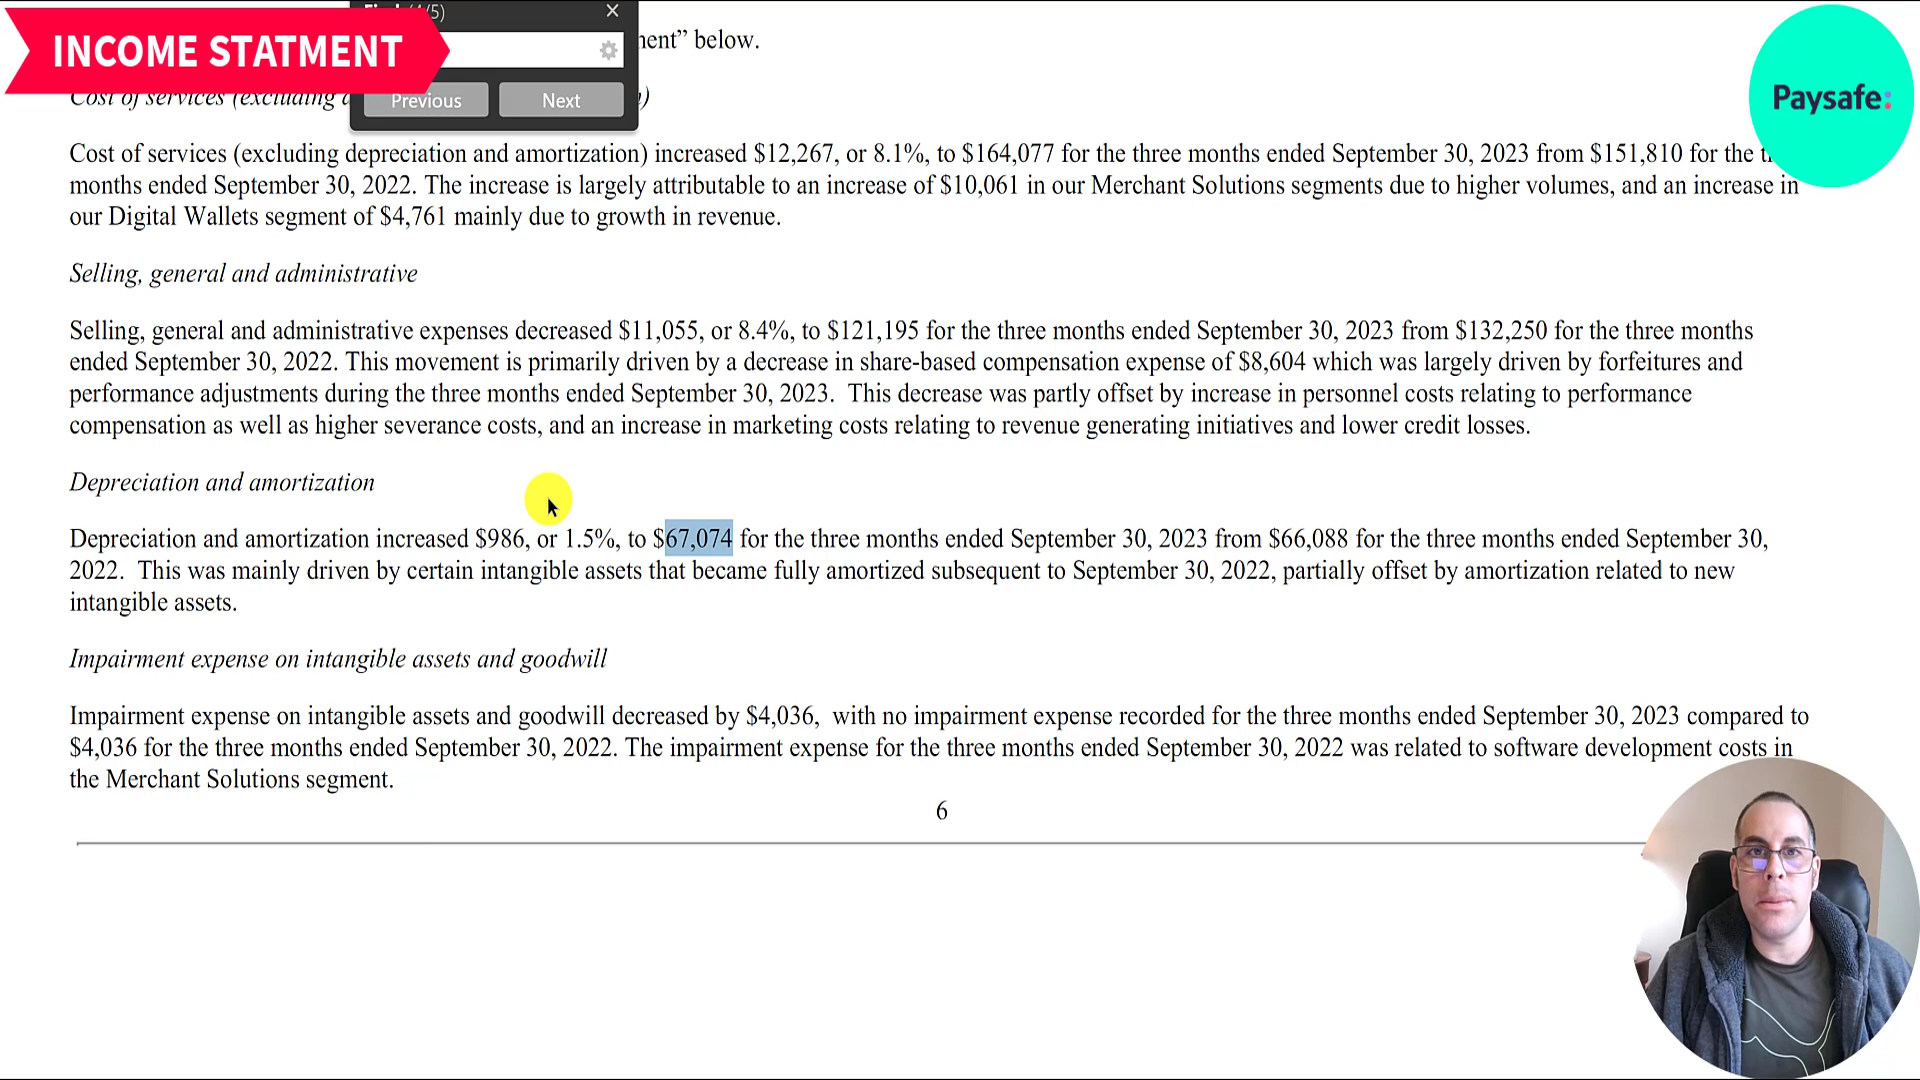 INCOME STATMENT
/5)
ent” below.
Previous
Next
Cost of services (excluding
Paysafe:
Cost of services (excluding depreciation and amortization) increased $12,267, or 8.1%, to $164,077 for the three months ended September 30, 2023 from $151,810 for the
months ended September 30, 2022. The increase is largely attributable to an increase of $10,061 in our Merchant Solutions segments due to higher volumes, and an increase in
our Digital Wallets segment of $4,761 mainly due to growth in revenue.
Selling, general and administrative
Selling, general and administrative expenses decreased $11,055, or 8.4%, to $121,195 for the three months ended September 30, 2023 from $132,250 for the three months
ended September 30, 2022. This movement is primarily driven by a decrease in share-based compensation expense of $8,604 which was largely driven by forfeitures and
performance adjustments during the three months ended September 30, 2023.  This decrease was partly offset by increase in personnel costs relating to performance
compensation as well as higher severance costs, and an increase in marketing costs relating to revenue generating initiatives and lower credit losses.
Depreciation and amortization
Depreciation and amortization increased $986, or 1.5%, to $67,074 for the three months ended September 30, 2023 from $66,088 for the three months ended September 30,
2022.  This was mainly driven by certain intangible assets that became fully amortized subsequent to September 30, 2022, partially offset by amortization related to new
intangible assets.
Impairment expense on intangible assets and goodwill
Impairment expense on intangible assets and goodwill decreased by $4,036,  with no impairment expense recorded for the three months ended September 30, 2023 compared to
$4,036 for the three months ended September 30, 2022. The impairment expense for the three months ended September 30, 2022 was related to software development costs in
the Merchant Solutions segment.
6